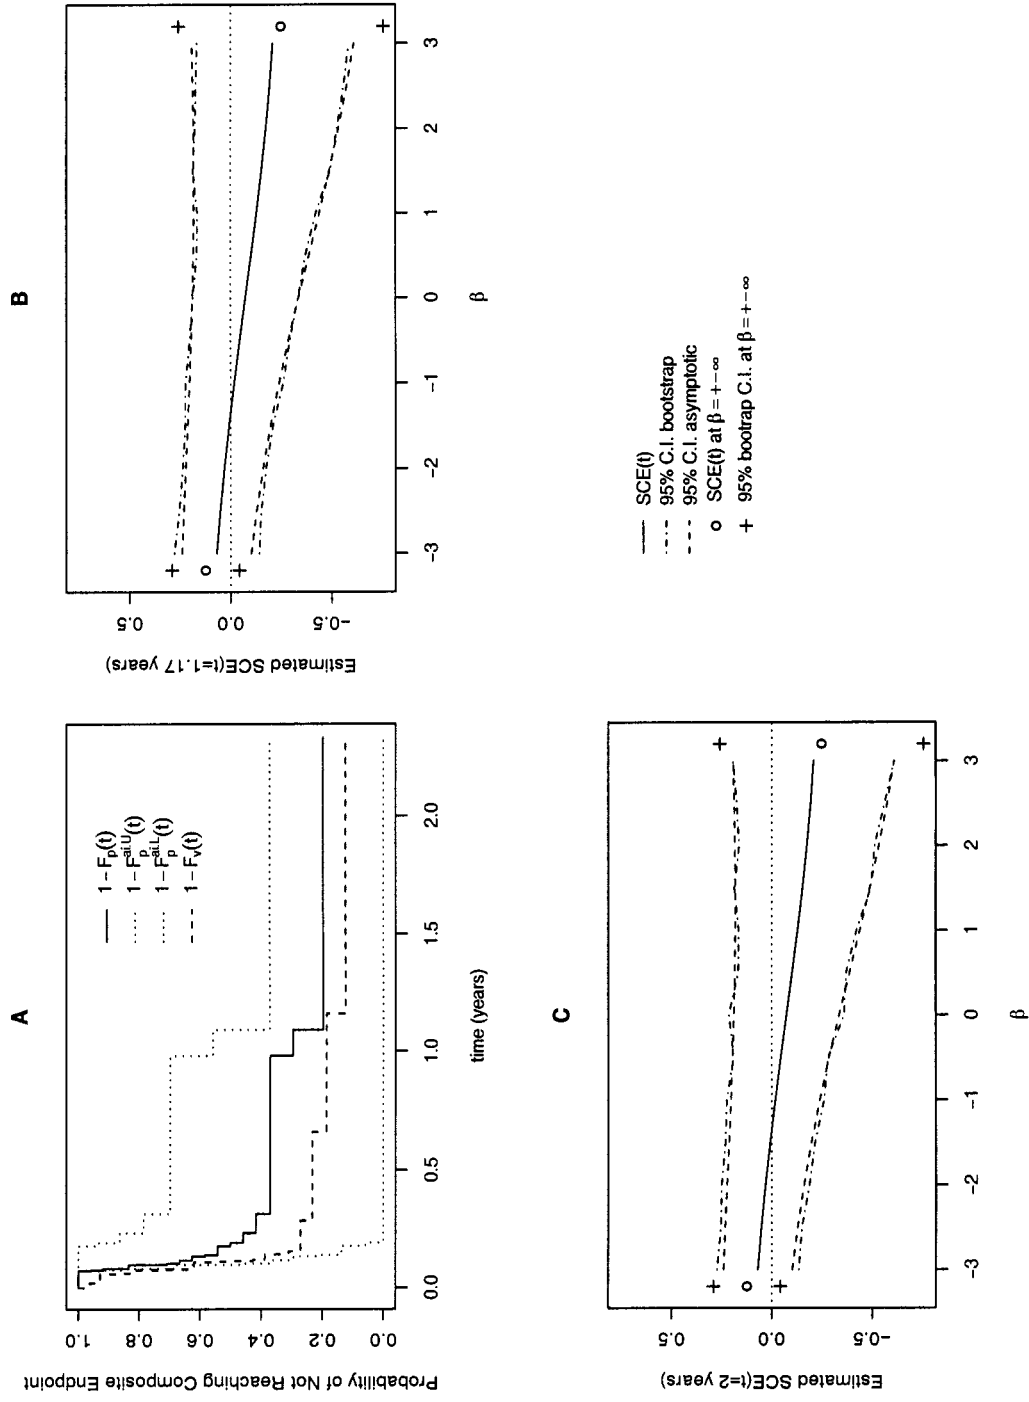 A
Probability of Not Reaching Composite Endpoint
1.0
0.8
0.6
0.4
0.2
0.0
1−Fp(t)
1−Fp^ai.U(t)
1−Fp^ai.L(t)
1−Fv(t)
0.0
0.5
1.0
1.5
2.0
time (years)
B
Estimated SCE(t=1.17 years)
0.5
0.0
−0.5
−3
−2
−1
0
1
2
3
β
C
Estimated SCE(t=2 years)
0.5
0.0
−0.5
−3
−2
−1
0
1
2
3
β
SCE(t)
95% C.I. bootstrap
95% C.I. asymptotic
SCE(t) at β=+−∞
95% bootrap C.I. at β=+−∞